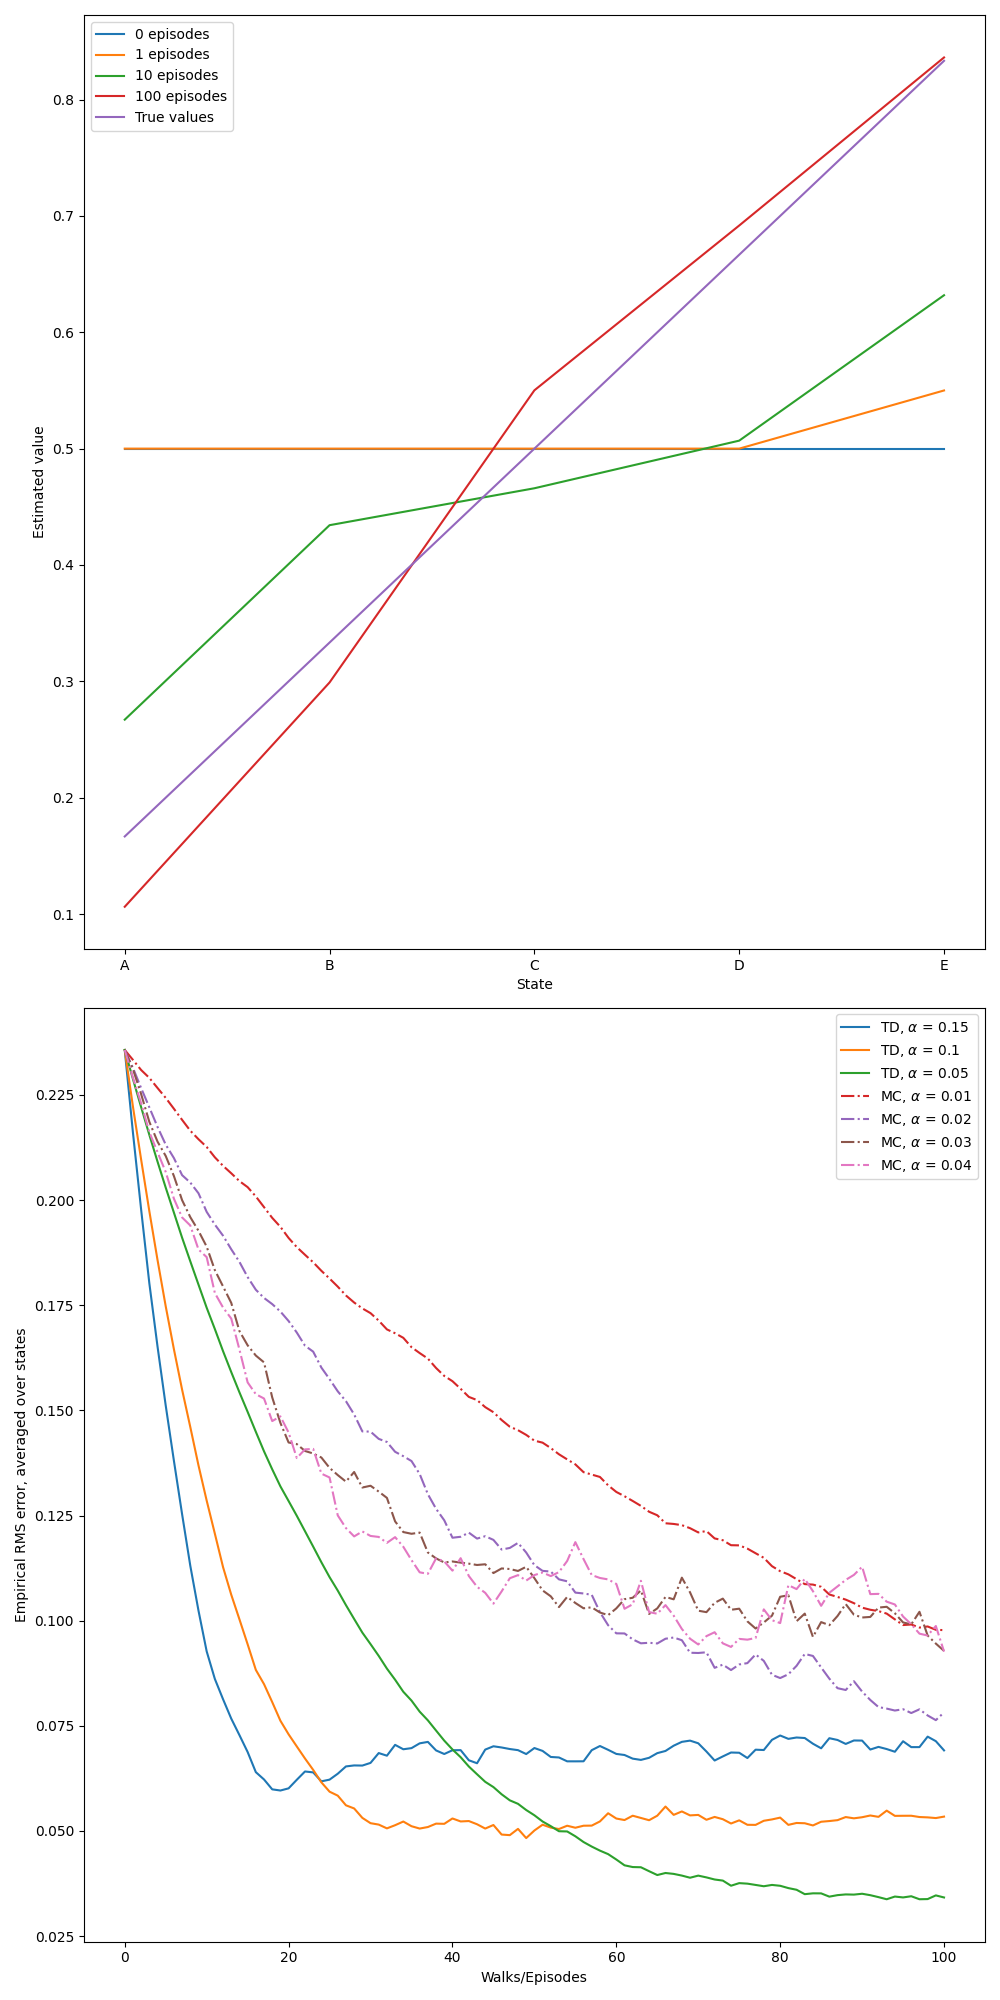 0 episodes
1 episodes
10 episodes
100 episodes
True values
0.8
0.7
0.6
0.5
0.4
0.3
0.2
0.1
Estimated value
A B C D E
State
TD, α = 0.15
TD, α = 0.1
TD, α = 0.05
MC, α = 0.01
MC, α = 0.02
MC, α = 0.03
MC, α = 0.04
0.225
0.200
0.175
0.150
0.125
0.100
0.075
0.050
0.025
Empirical RMS error, averaged over states
0 20 40 60 80 100
Walks/Episodes